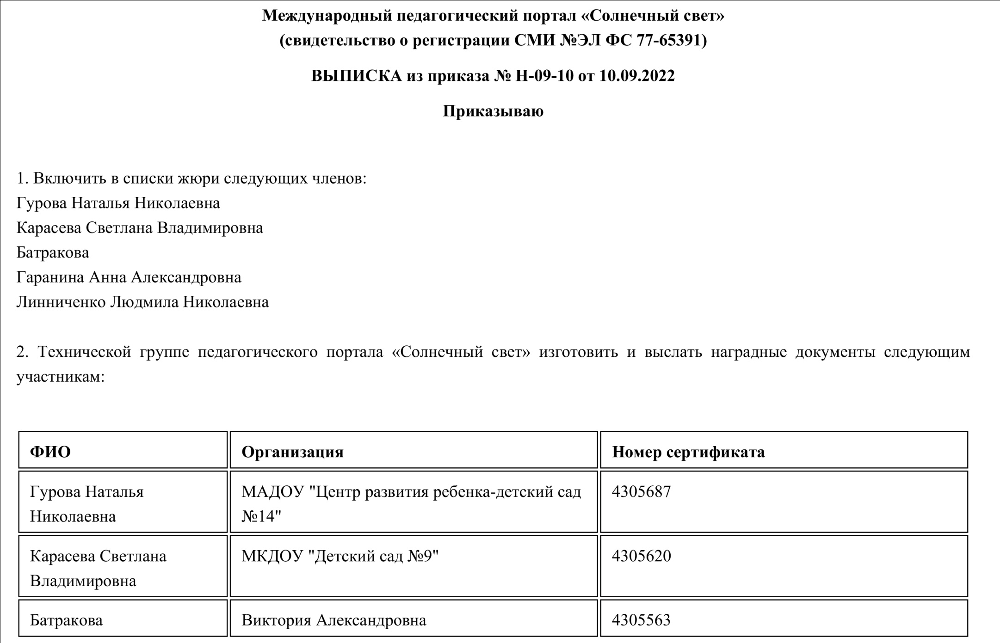 Международный педагогический портал «Солнечный свет»
(свидетельство о регистрации СМИ №ЭЛ ФС 77-65391)
ВЫПИСКА из приказа № Н-09-10 от 10.09.2022
Приказываю
1. Включить в списки жюри следующих членов:
Гурова Наталья Николаевна
Карасева Светлана Владимировна
Батракова
Гаранина Анна Александровна
Линниченко Людмила Николаевна
2. Технической группе педагогического портала «Солнечный свет» изготовить и выслать наградные документы следующим
участникам:
ФИО Организация Номер сертификата
Гурова Наталья МАДОУ "Центр развития ребенка-детский сад 4305687
Николаевна №14"
Карасева Светлана МКДОУ "Детский сад №9" 4305620
Владимировна
Батракова Виктория Александровна 4305563